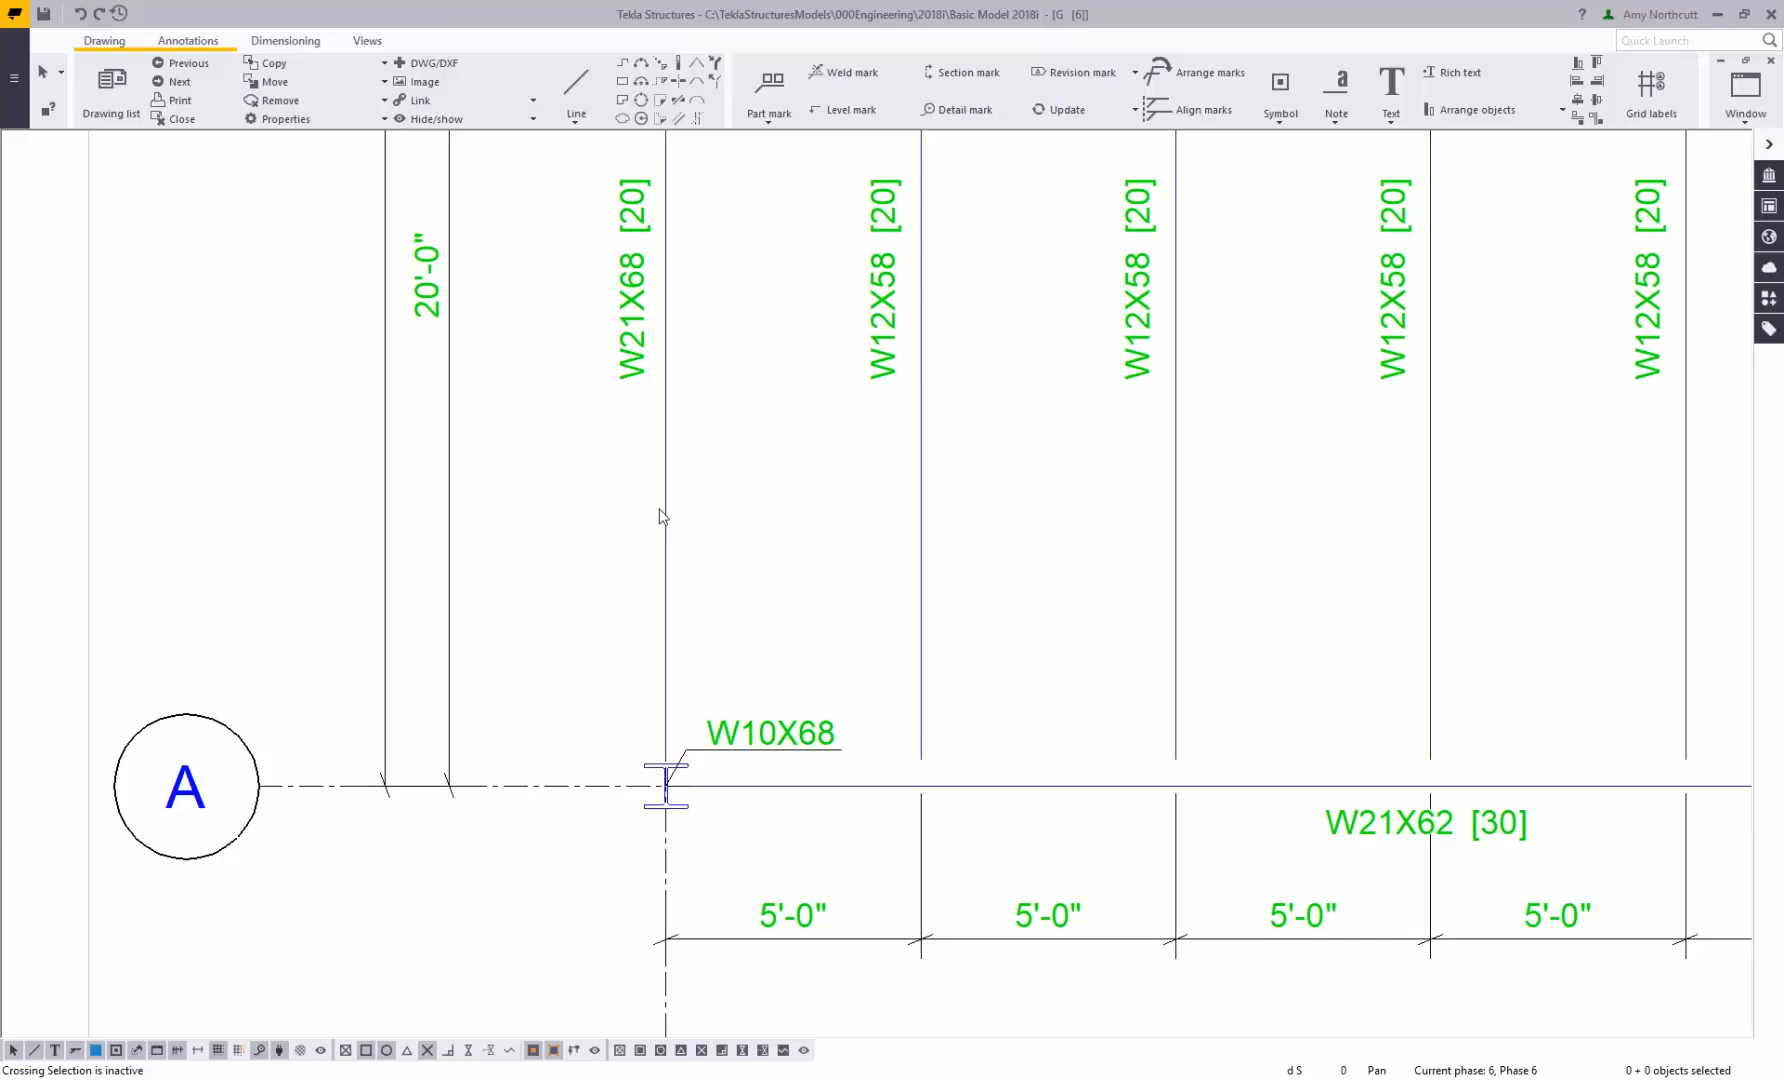 Tekla Structures - C:\TeklaStructuresModels\000Engineering\2018i\Basic Model 2018i - [G [6]]
? Amy Northcutt
Drawing Annotations Dimensioning Views
Quick Launch
Drawing list
Previous
Next
Print
Close
Copy
Move
Remove
Properties
DWG/DXF
Image
Link
Hide/show
Line
Part mark
Weld mark
Level mark
Section mark
Detail mark
Revision mark
Update
Arrange marks
Align marks
Symbol
Note
Text
Rich text
Arrange objects
Grid labels
Window
20'-0"
W21X68 [20]
W12X58 [20]
W12X58 [20]
W12X58 [20]
W12X58 [20]
W10X68
A
W21X62 [30]
5'-0"
5'-0"
5'-0"
5'-0"
Crossing Selection is inactive
d S 0 Pan Current phase: 6, Phase 6 0 + 0 objects selected